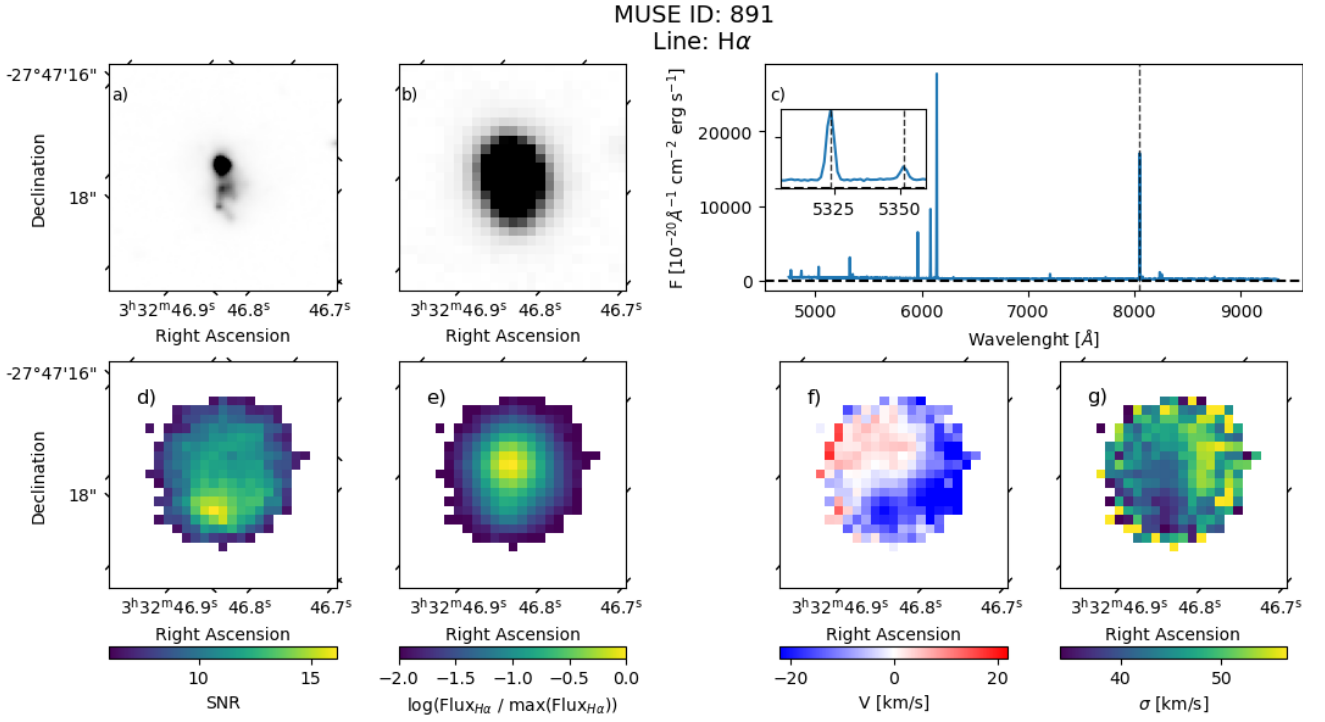 MUSE ID: 891
Line: Hα
-27°47'16"
18"
Declination
a)
3ʰ32ᵐ46.9ˢ 46.8ˢ 46.7ˢ
Right Ascension
b)
3ʰ32ᵐ46.9ˢ 46.8ˢ 46.7ˢ
Right Ascension
F [10⁻²⁰Å⁻¹ cm⁻² erg s⁻¹]
20000
10000
0
c)
5325 5350
5000 6000 7000 8000 9000
Wavelenght [Å]
-27°47'16"
18"
Declination
d)
3ʰ32ᵐ46.9ˢ 46.8ˢ 46.7ˢ
Right Ascension
10 15
SNR
e)
3ʰ32ᵐ46.9ˢ 46.8ˢ 46.7ˢ
Right Ascension
−2.0 −1.5 −1.0 −0.5 0.0
log(Flux_Hα / max(Flux_Hα))
f)
3ʰ32ᵐ46.9ˢ 46.8ˢ 46.7ˢ
Right Ascension
−20 0 20
V [km/s]
g)
3ʰ32ᵐ46.9ˢ 46.8ˢ 46.7ˢ
Right Ascension
40 50
σ [km/s]